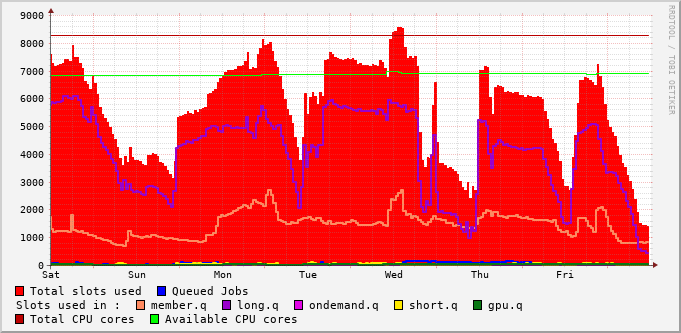 9000
8000
7000
6000
5000
4000
3000
2000
1000
0
Sat Sun Mon Tue Wed Thu Fri
Total slots used Queued Jobs
Slots used in : member.q long.q ondemand.q short.q gpu.q
Total CPU cores Available CPU cores
RRDTOOL / TOBI OETIKER